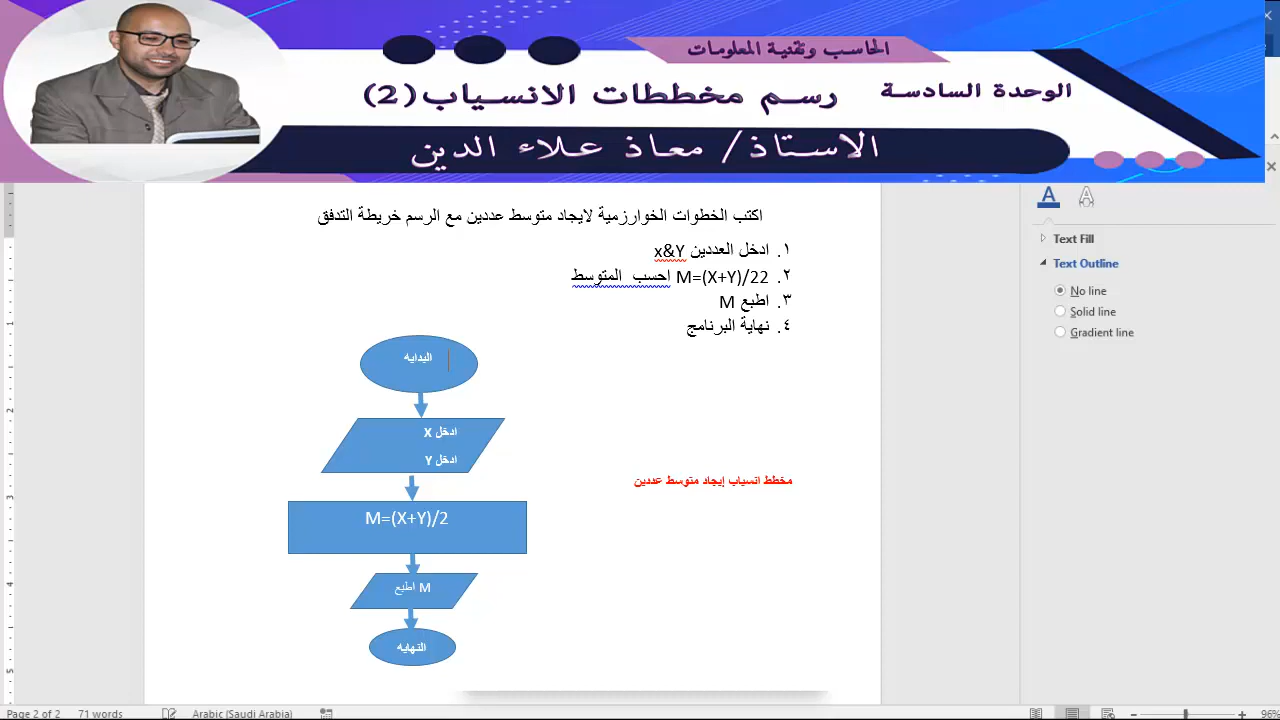 الحاسب وتقنية المعلومات
الوحدة السادسة
رسم مخططات الانسياب(2)
الاستاذ/ معاذ علاء الدين
اكتب الخطوات الخوارزمية لايجاد متوسط عددين مع الرسم خريطة التدفق
١. ادخل العددين x&Y
٢. M=(X+Y)/22 احسب المتوسط
٣. اطبع M
٤. نهاية البرنامج
البدايه
ادخل X
ادخل Y
مخطط انسياب إيجاد متوسط عددين
M=(X+Y)/2
M اطبع
النهايه
Text Fill
Text Outline
No line
Solid line
Gradient line
Page 2 of 2
71 words
Arabic (Saudi Arabia)
96%